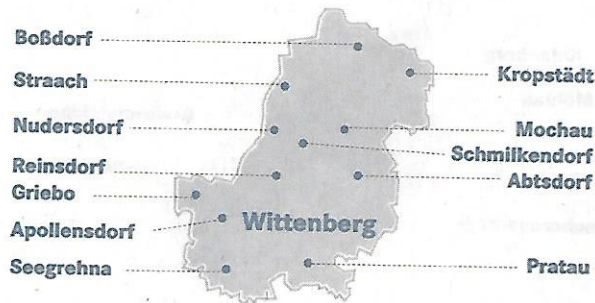 Boßdorf
Straach
Nudersdorf
Reinsdorf
Griebo
Apollensdorf
Seegrehna
Kropstädt
Mochau
Schmilkendorf
Abtsdorf
Wittenberg
Pratau